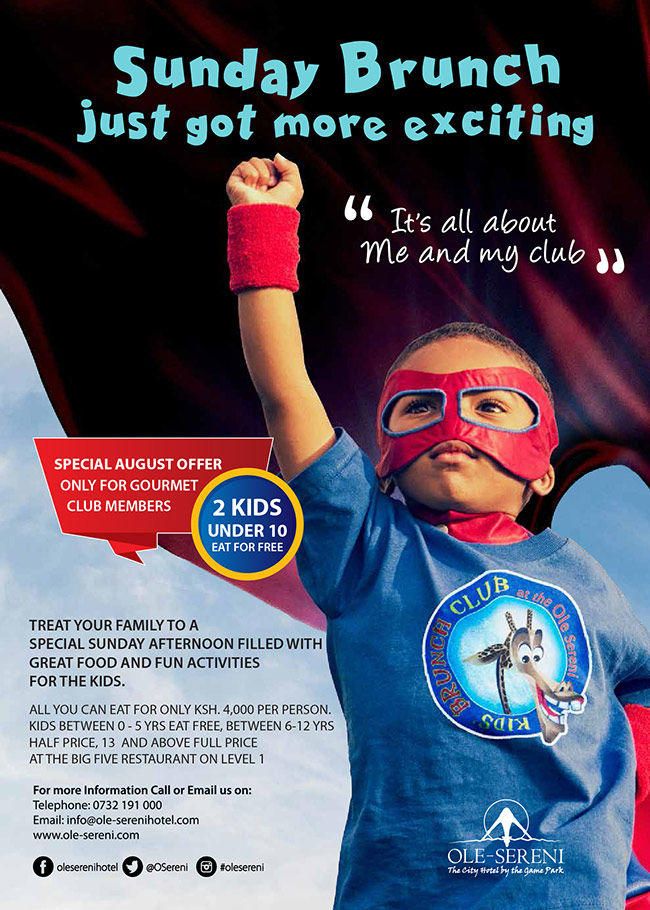 Sunday Brunch
just got more exciting
“ It's all about
Me and my club ”
SPECIAL AUGUST OFFER
ONLY FOR GOURMET
CLUB MEMBERS
2 KIDS
UNDER 10
EAT FOR FREE
KIDS' BRUNCH CLUB at the Ole Sereni
TREAT YOUR FAMILY TO A
SPECIAL SUNDAY AFTERNOON FILLED WITH
GREAT FOOD AND FUN ACTIVITIES
FOR THE KIDS.
ALL YOU CAN EAT FOR ONLY KSH. 4,000 PER PERSON.
KIDS BETWEEN 0 - 5 YRS EAT FREE, BETWEEN 6-12 YRS
HALF PRICE, 13 AND ABOVE FULL PRICE
AT THE BIG FIVE RESTAURANT ON LEVEL 1
For more Information Call or Email us on:
Telephone: 0732 191 000
Email: info@ole-serenihotel.com
www.ole-sereni.com
oleserenihotel @OSereni #olesereni
OLE-SERENI
The City Hotel by the Game Park